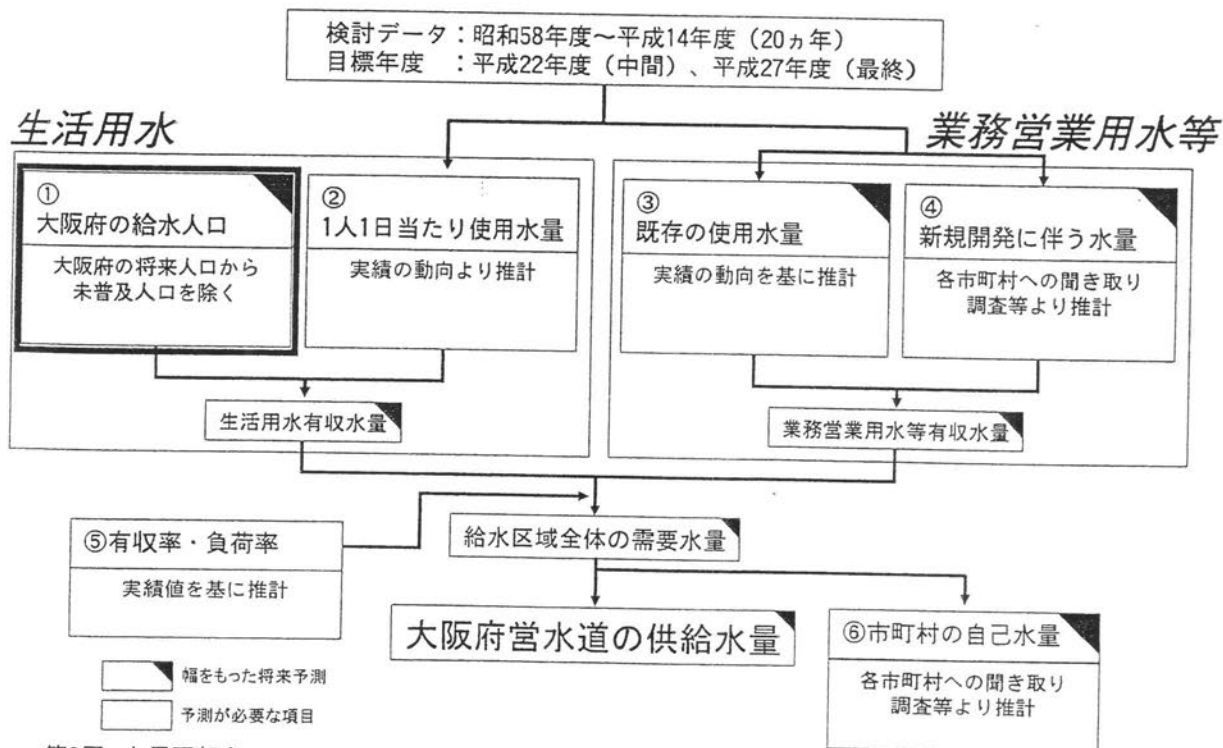 検討データ：昭和58年度～平成14年度（20ヵ年）
目標年度　：平成22年度（中間）、平成27年度（最終）
生活用水
業務営業用水等
①
大阪府の給水人口
大阪府の将来人口から
未普及人口を除く
②
1人1日当たり使用水量
実績の動向より推計
③
既存の使用水量
実績の動向を基に推計
④
新規開発に伴う水量
各市町村への聞き取り
調査等より推計
生活用水有収水量
業務営業用水等有収水量
⑤有収率・負荷率
実績値を基に推計
給水区域全体の需要水量
大阪府営水道の供給水量
⑥市町村の自己水量
各市町村への聞き取り
調査等より推計
幅をもった将来予測
予測が必要な項目